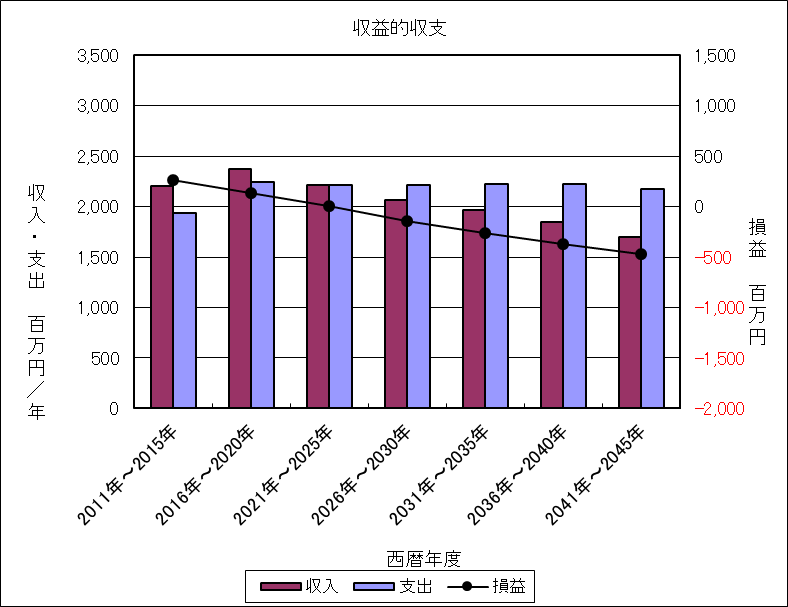 収益的収支
3,500
3,000
2,500
2,000
1,500
1,000
500
0
1,500
1,000
500
0
-500
-1,000
-1,500
-2,000
収入・支出 百万円／年
損益 百万円
2011年～2015年
2016年～2020年
2021年～2025年
2026年～2030年
2031年～2035年
2036年～2040年
2041年～2045年
西暦年度
収入 支出 損益